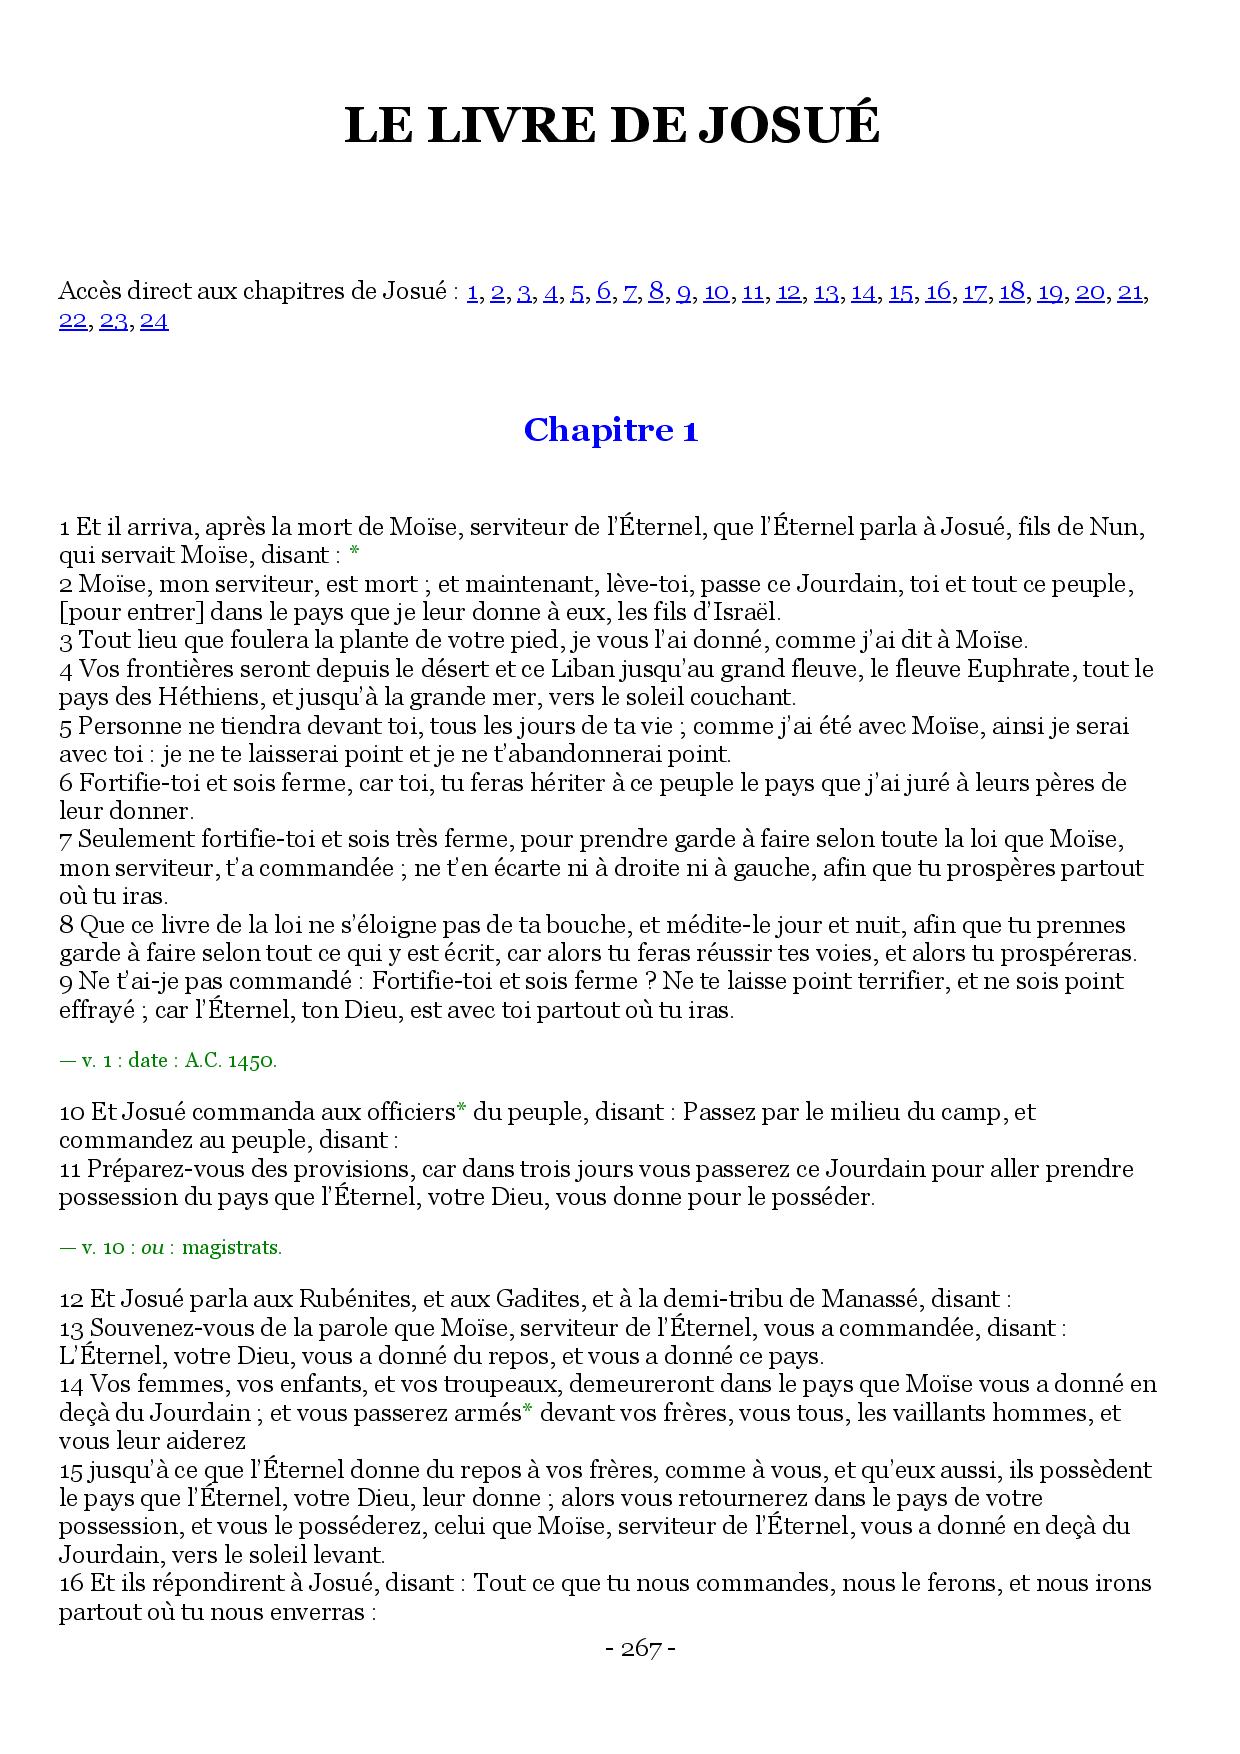 LE LIVRE DE JOSUÉ
Accès direct aux chapitres de Josué : 1, 2, 3, 4, 5, 6, 7, 8, 9, 10, 11, 12, 13, 14, 15, 16, 17, 18, 19, 20, 21,
22, 23, 24
Chapitre 1
1 Et il arriva, après la mort de Moïse, serviteur de l’Éternel, que l’Éternel parla à Josué, fils de Nun,
qui servait Moïse, disant : *
2 Moïse, mon serviteur, est mort ; et maintenant, lève-toi, passe ce Jourdain, toi et tout ce peuple,
[pour entrer] dans le pays que je leur donne à eux, les fils d’Israël.
3 Tout lieu que foulera la plante de votre pied, je vous l’ai donné, comme j’ai dit à Moïse.
4 Vos frontières seront depuis le désert et ce Liban jusqu’au grand fleuve, le fleuve Euphrate, tout le
pays des Héthiens, et jusqu’à la grande mer, vers le soleil couchant.
5 Personne ne tiendra devant toi, tous les jours de ta vie ; comme j’ai été avec Moïse, ainsi je serai
avec toi : je ne te laisserai point et je ne t’abandonnerai point.
6 Fortifie-toi et sois ferme, car toi, tu feras hériter à ce peuple le pays que j’ai juré à leurs pères de
leur donner.
7 Seulement fortifie-toi et sois très ferme, pour prendre garde à faire selon toute la loi que Moïse,
mon serviteur, t’a commandée ; ne t’en écarte ni à droite ni à gauche, afin que tu prospères partout
où tu iras.
8 Que ce livre de la loi ne s’éloigne pas de ta bouche, et médite-le jour et nuit, afin que tu prennes
garde à faire selon tout ce qui y est écrit, car alors tu feras réussir tes voies, et alors tu prospéreras.
9 Ne t’ai-je pas commandé : Fortifie-toi et sois ferme ? Ne te laisse point terrifier, et ne sois point
effrayé ; car l’Éternel, ton Dieu, est avec toi partout où tu iras.
— v. 1 : date : A.C. 1450.
10 Et Josué commanda aux officiers* du peuple, disant : Passez par le milieu du camp, et
commandez au peuple, disant :
11 Préparez-vous des provisions, car dans trois jours vous passerez ce Jourdain pour aller prendre
possession du pays que l’Éternel, votre Dieu, vous donne pour le posséder.
— v. 10 : ou : magistrats.
12 Et Josué parla aux Rubénites, et aux Gadites, et à la demi-tribu de Manassé, disant :
13 Souvenez-vous de la parole que Moïse, serviteur de l’Éternel, vous a commandée, disant :
L’Éternel, votre Dieu, vous a donné du repos, et vous a donné ce pays.
14 Vos femmes, vos enfants, et vos troupeaux, demeureront dans le pays que Moïse vous a donné en
deçà du Jourdain ; et vous passerez armés* devant vos frères, vous tous, les vaillants hommes, et
vous leur aiderez
15 jusqu’à ce que l’Éternel donne du repos à vos frères, comme à vous, et qu’eux aussi, ils possèdent
le pays que l’Éternel, votre Dieu, leur donne ; alors vous retournerez dans le pays de votre
possession, et vous le posséderez, celui que Moïse, serviteur de l’Éternel, vous a donné en deçà du
Jourdain, vers le soleil levant.
16 Et ils répondirent à Josué, disant : Tout ce que tu nous commandes, nous le ferons, et nous irons
partout où tu nous enverras :
- 267 -